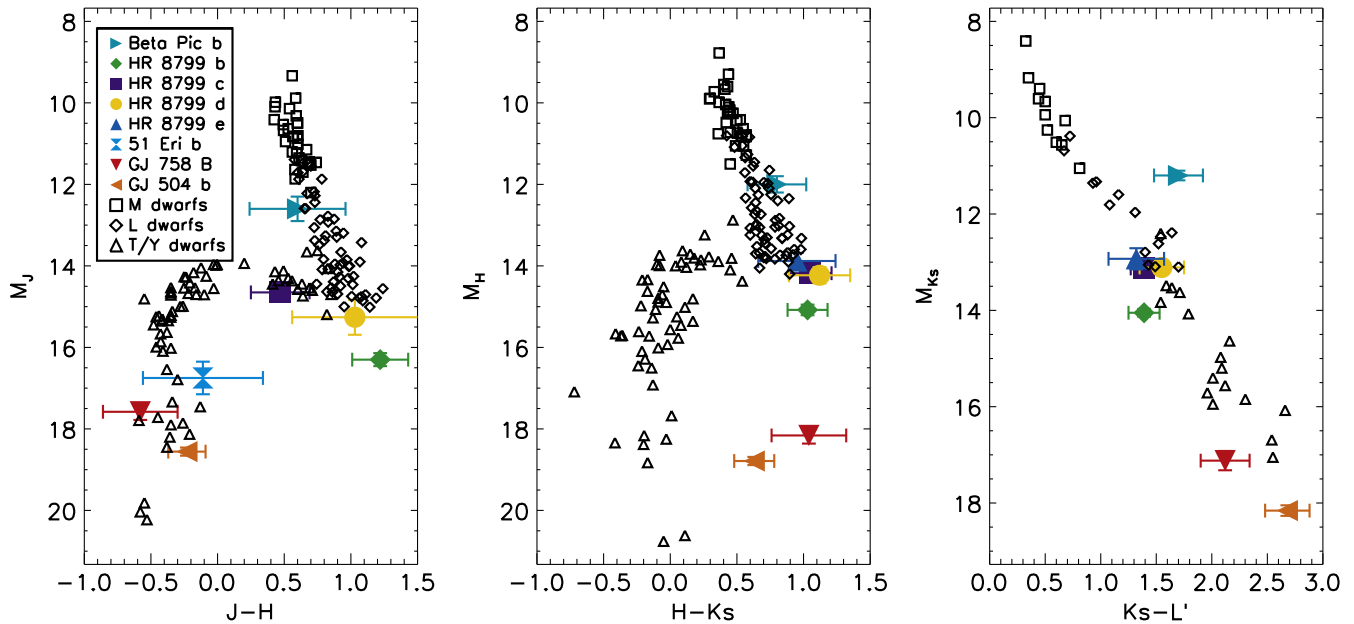 Beta Pic b
HR 8799 b
HR 8799 c
HR 8799 d
HR 8799 e
51 Eri b
GJ 758 B
GJ 504 b
M dwarfs
L dwarfs
T/Y dwarfs
8
10
12
14
16
18
20
M_J
-1.0 -0.5 0.0 0.5 1.0 1.5
J-H
8
10
12
14
16
18
20
M_H
-1.0 -0.5 0.0 0.5 1.0 1.5
H-Ks
8
10
12
14
16
18
M_Ks
0.0 0.5 1.0 1.5 2.0 2.5 3.0
Ks-L'